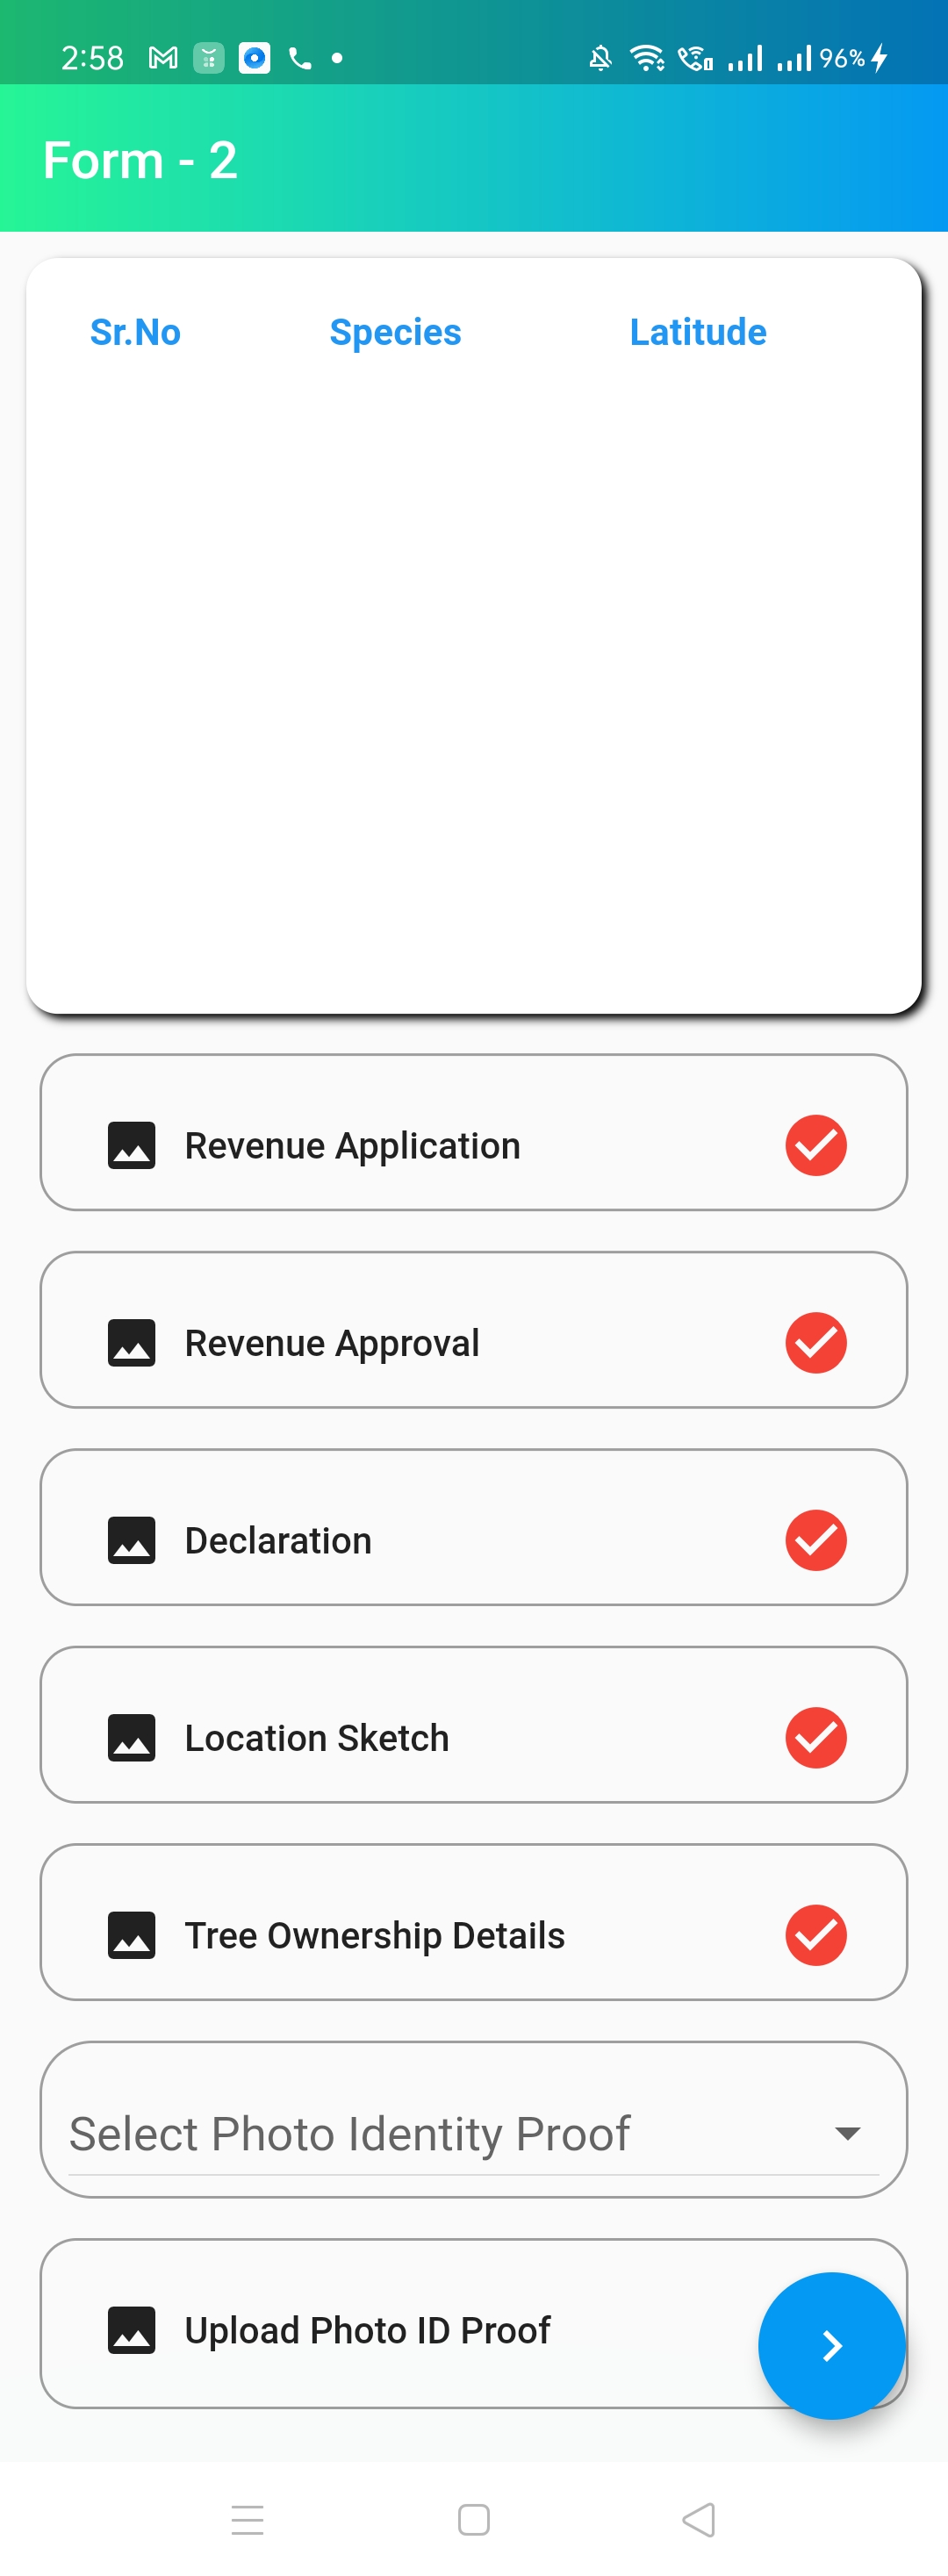 2:58 96%
Form - 2
Sr.No Species Latitude
Revenue Application
Revenue Approval
Declaration
Location Sketch
Tree Ownership Details
Select Photo Identity Proof
Upload Photo ID Proof